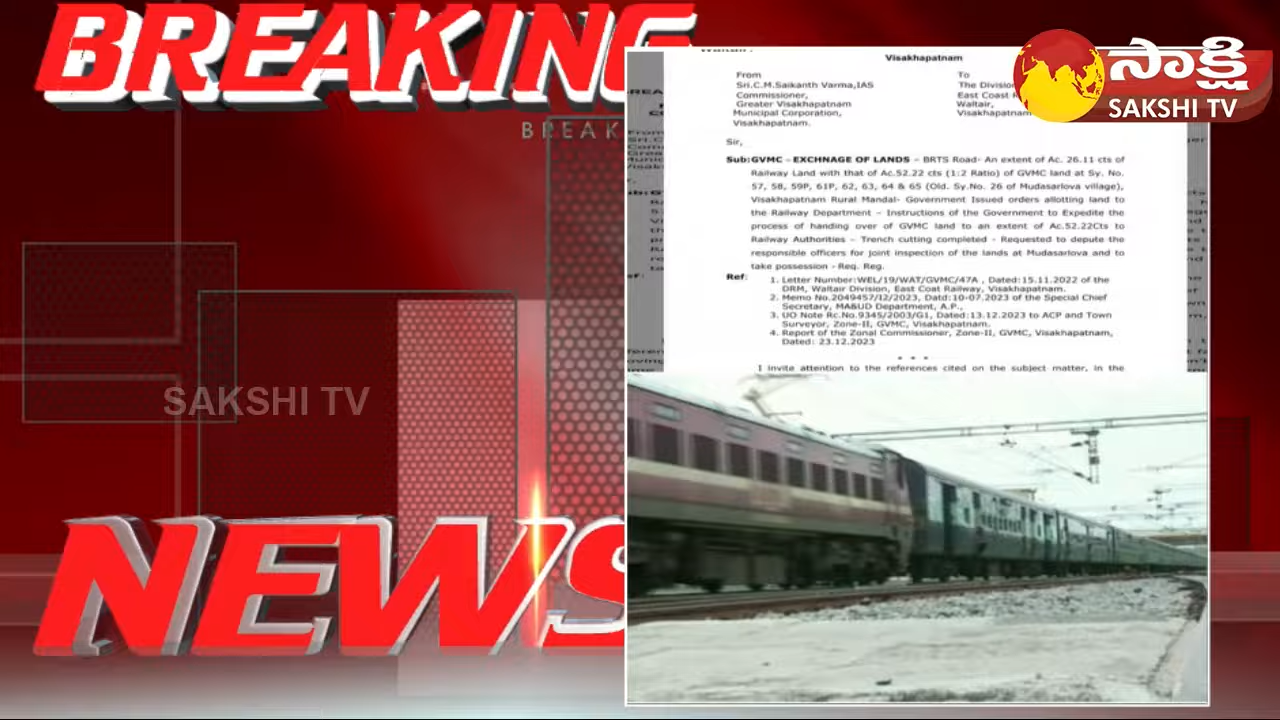 BREAKING
BREAK
Visakhapatnam
From
Sri.C.M.Saikanth Varma,IAS
Commissioner,
Greater Visakhapatnam
Municipal Corporation,
Visakhapatnam.
To
The Division
East Coast
Waltair,
Visakhapatnam
సాక్షి
SAKSHI TV
Sir,
Sub:GVMC – EXCHNAGE OF LANDS – BRTS Road- An extent of Ac. 26.11 cts of
Railway Land with that of Ac.52.22 cts (1:2 Ratio) of GVMC land at Sy. No.
57, 58, 59P, 61P, 62, 63, 64 & 65 (Old. Sy.No. 26 of Mudasarlova village),
Visakhapatnam Rural Mandal- Government Issued orders allotting land to
the Railway Department – Instructions of the Government to Expedite the
process of handing over of GVMC land to an extent of Ac.52.22Cts to
Railway Authorities – Trench cutting completed - Requested to depute the
responsible officers for joint inspection of the lands at Mudasarlova and to
take possession - Req. Reg.
Ref:
1. Letter Number:WEL/19/WAT/GVMC/47A , Dated:15.11.2022 of the
DRM, Waltair Division, East Coat Railway, Visakhapatnam.
2. Memo No.2049457/I2/2023, Datd:10-07.2023 of the Special Chief
Secretary, MA&UD Department, A.P.,
3. UO Note Rc.No.9345/2003/G1, Dated:13.12.2023 to ACP and Town
Surveyor, Zone-II, GVMC, Visakhapatnam.
4. Report of the Zonal Commissioner, Zone-II, GVMC, Visakhapatnam,
Dated: 23.12.2023
* * *
I invite attention to the references cited on the subject matter, in the
SAKSHI TV
NEWS